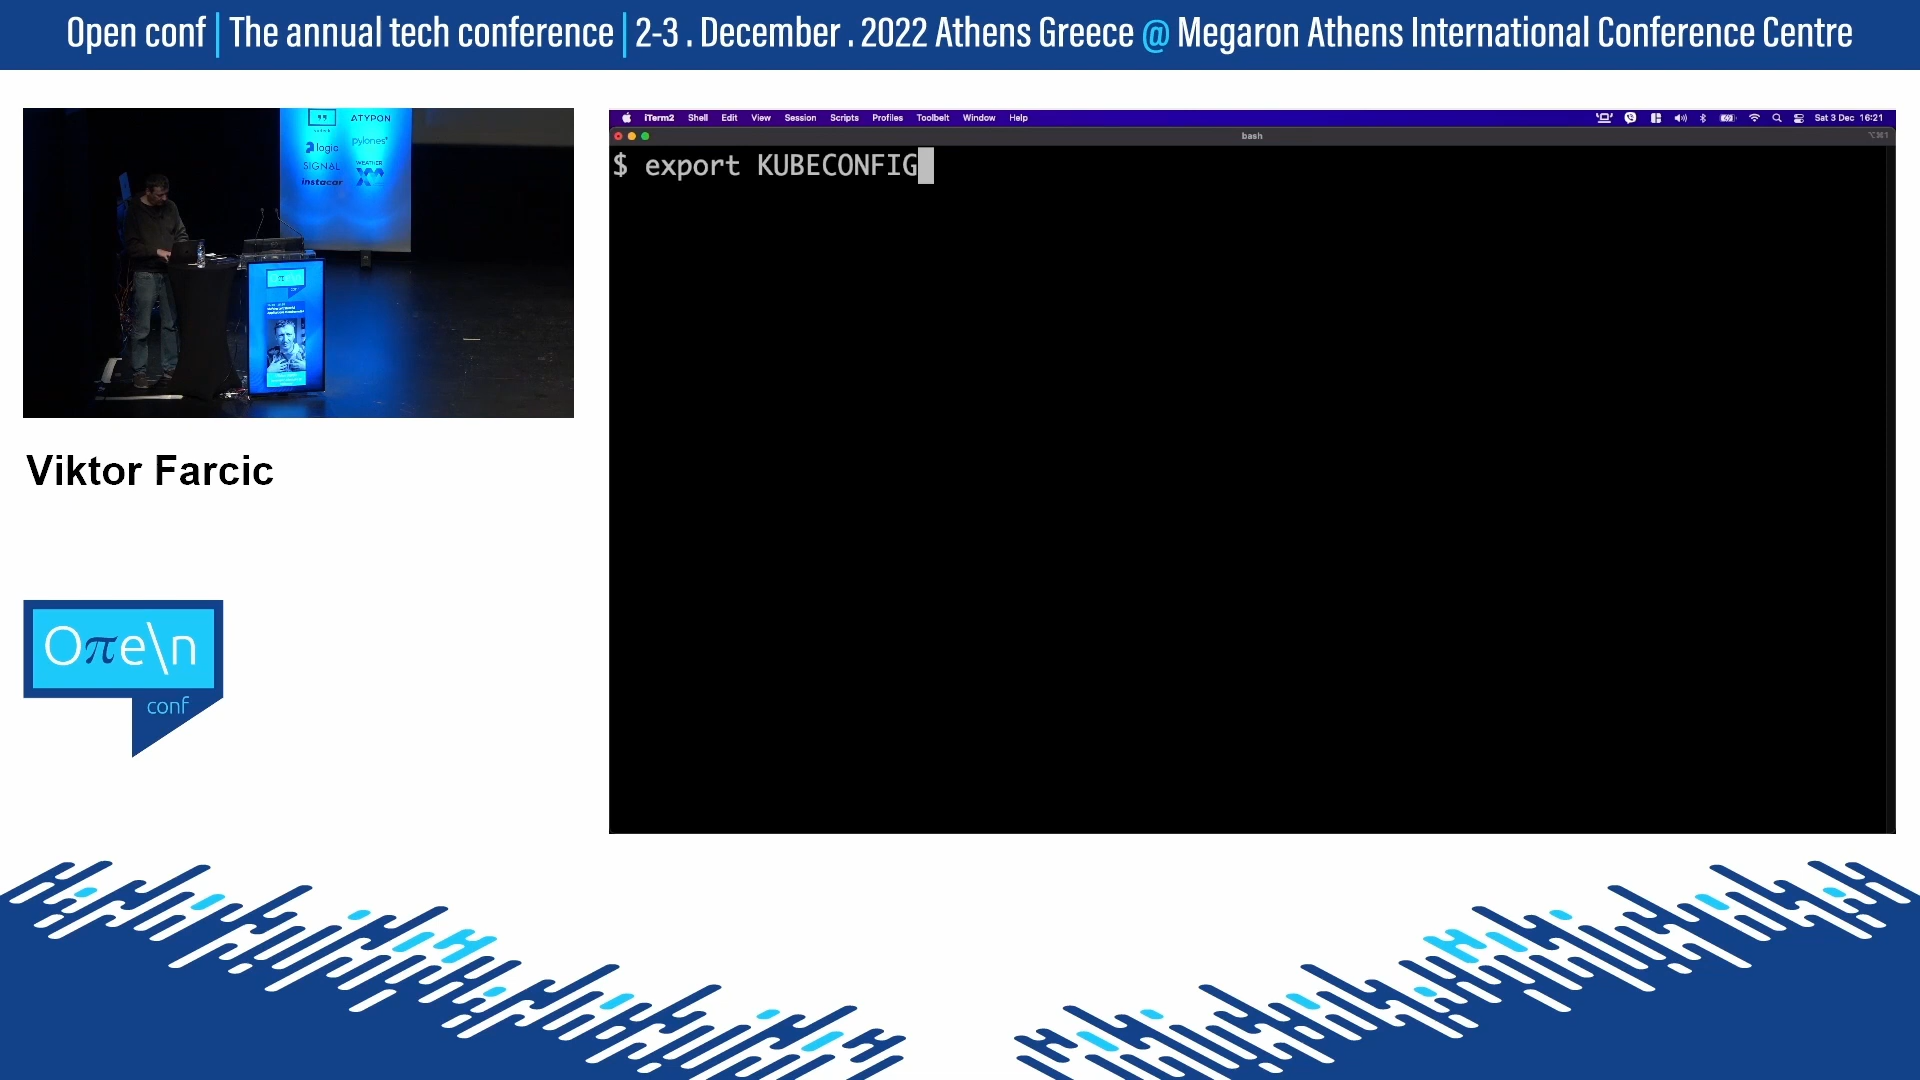 Open conf | The annual tech conference | 2-3 . December . 2022 Athens Greece @ Megaron Athens International Conference Centre
ATYPON
logic
pylones
SIGNAL
WEATHER
instacar
Viktor Farcic
Oπe\n
conf
iTerm2 Shell Edit View Session Scripts Profiles Toolbelt Window Help
Sat 3 Dec 16:21
bash
⌥⌘1
$ export KUBECONFIG